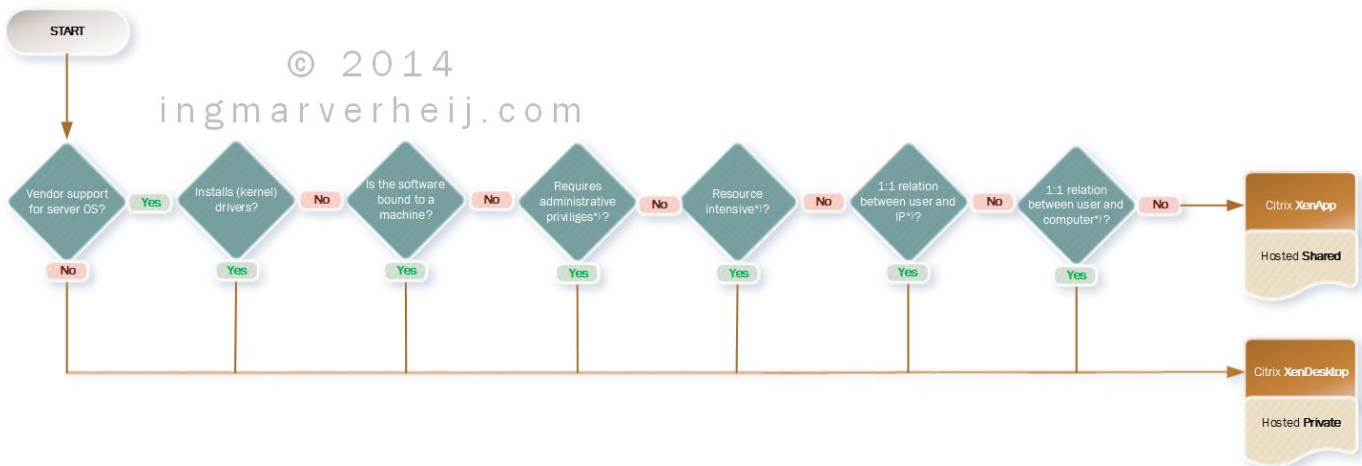 START
© 2014
ingmarverheij.com
Vendor support
for server OS?
Yes
No
Installs (kernel)
drivers?
No
Yes
Is the software
bound to a
machine?
No
Yes
Requires
administrative
priviliges*)?
No
Yes
Resource
intensive*)?
No
Yes
1:1 relation
between user and
IP*)?
No
Yes
1:1 relation
between user and
computer*)?
No
Yes
Citrix XenApp
Hosted Shared
Citrix XenDesktop
Hosted Private